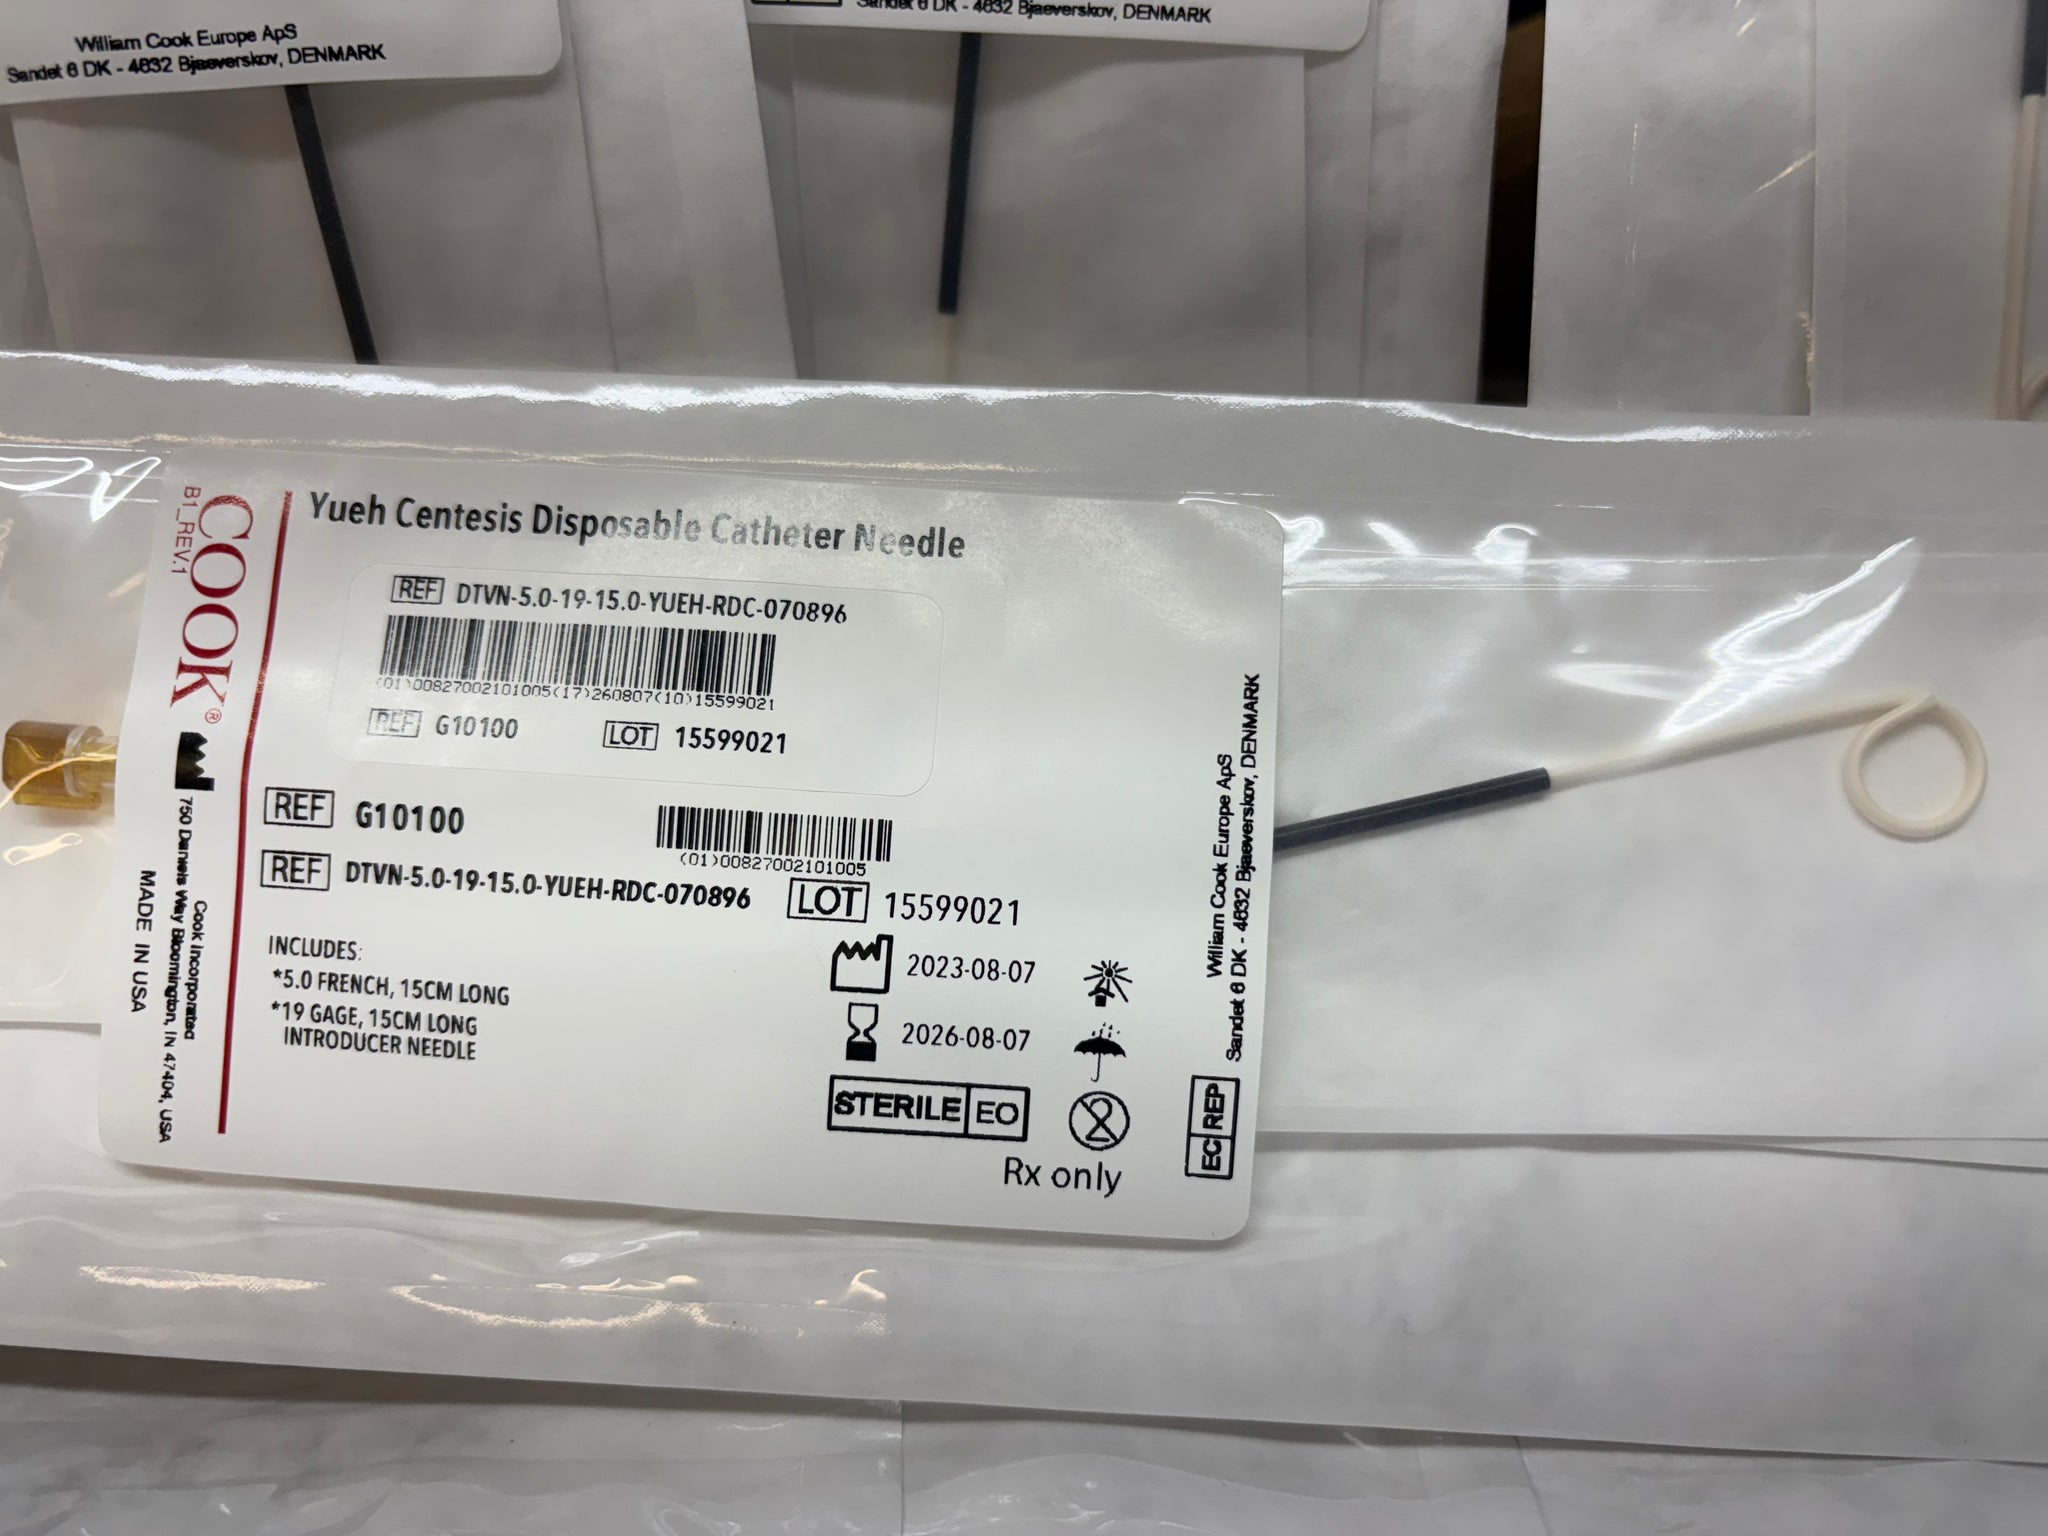 William Cook Europe ApS
Sandet 6 DK - 4632 Bjaeverskov, DENMARK
Sandet 6 DK - 4632 Bjaeverskov, DENMARK
COOK®
B1_REV.1
Cook Incorporated
750 Daniels Way Bloomington, IN 47404, USA
MADE IN USA
Yueh Centesis Disposable Catheter Needle
REF DTVN-5.0-19-15.0-YUEH-RDC-070896
(01)00827002101005(17)260807(10)15599021
REF G10100 LOT 15599021
REF G10100
(01)00827002101005
REF DTVN-5.0-19-15.0-YUEH-RDC-070896
LOT 15599021
INCLUDES:
*5.0 FRENCH, 15CM LONG
*19 GAGE, 15CM LONG
INTRODUCER NEEDLE
2023-08-07
2026-08-07
STERILE EO
2
Rx only
EC REP
William Cook Europe ApS
Sandet 6 DK - 4632 Bjaeverskov, DENMARK